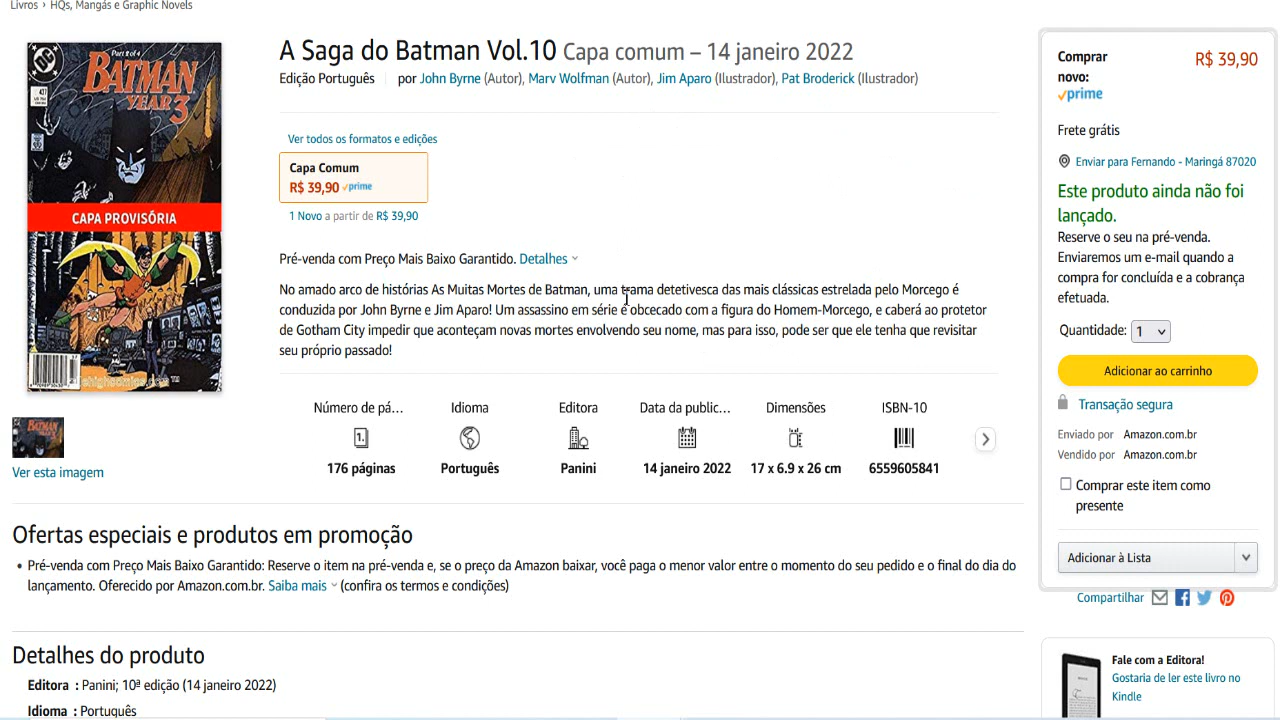 Livros › HQs, Mangás e Graphic Novels
Part 2 of 4
DC
BATMAN
YEAR 3
437
CAPA PROVISÓRIA
Ver esta imagem
A Saga do Batman Vol.10 Capa comum – 14 janeiro 2022
Edição Português | por John Byrne (Autor), Marv Wolfman (Autor), Jim Aparo (Ilustrador), Pat Broderick (Ilustrador)
Ver todos os formatos e edições
Capa Comum
R$ 39,90 prime
1 Novo a partir de R$ 39,90
Pré-venda com Preço Mais Baixo Garantido. Detalhes
No amado arco de histórias As Muitas Mortes de Batman, uma trama detetivesca das mais clássicas estrelada pelo Morcego é
conduzida por John Byrne e Jim Aparo! Um assassino em série é obcecado com a figura do Homem-Morcego, e caberá ao protetor
de Gotham City impedir que aconteçam novas mortes envolvendo seu nome, mas para isso, pode ser que ele tenha que revisitar
seu próprio passado!
Número de pá... Idioma Editora Data da public... Dimensões ISBN-10
176 páginas Português Panini 14 janeiro 2022 17 x 6.9 x 26 cm 6559605841
Ofertas especiais e produtos em promoção
• Pré-venda com Preço Mais Baixo Garantido: Reserve o item na pré-venda e, se o preço da Amazon baixar, você paga o menor valor entre o momento do seu pedido e o final do dia do
lançamento. Oferecido por Amazon.com.br. Saiba mais (confira os termos e condições)
Detalhes do produto
Editora : Panini; 10ª edição (14 janeiro 2022)
Idioma : Português
Comprar R$ 39,90
novo:
prime
Frete grátis
Enviar para Fernando - Maringá 87020
Este produto ainda não foi
lançado.
Reserve o seu na pré-venda.
Enviaremos um e-mail quando a
compra for concluída e a cobrança
efetuada.
Quantidade: 1
Adicionar ao carrinho
Transação segura
Enviado por Amazon.com.br
Vendido por Amazon.com.br
Comprar este item como
presente
Adicionar à Lista
Compartilhar
Fale com a Editora!
Gostaria de ler este livro no
Kindle